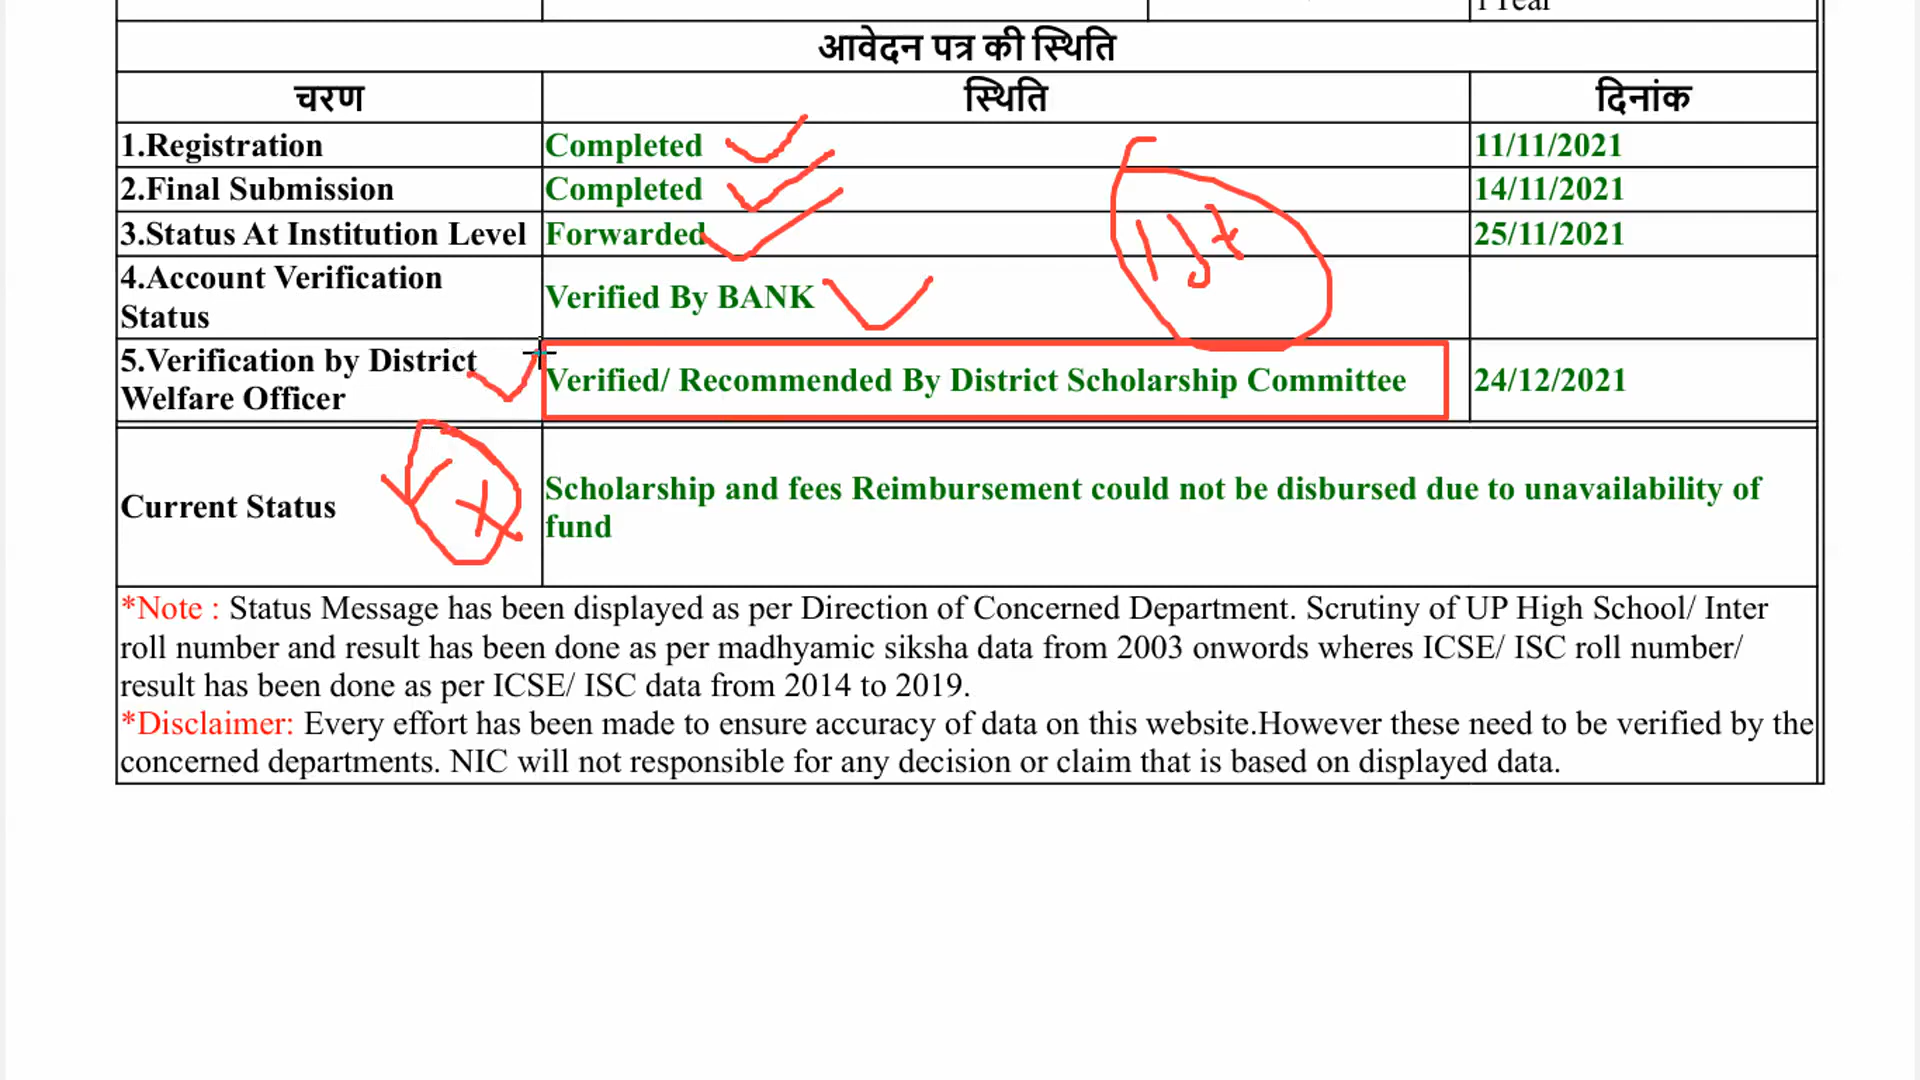 आवेदन पत्र की स्थिति
चरण स्थिति दिनांक
1.Registration Completed 11/11/2021
2.Final Submission Completed 14/11/2021
3.Status At Institution Level Forwarded 25/11/2021
4.Account Verification
Status
Verified By BANK
5.Verification by District
Welfare Officer
Verified/ Recommended By District Scholarship Committee 24/12/2021
Current Status
Scholarship and fees Reimbursement could not be disbursed due to unavailability of
fund
*Note : Status Message has been displayed as per Direction of Concerned Department. Scrutiny of UP High School/ Inter
roll number and result has been done as per madhyamic siksha data from 2003 onwords wheres ICSE/ ISC roll number/
result has been done as per ICSE/ ISC data from 2014 to 2019.
*Disclaimer: Every effort has been made to ensure accuracy of data on this website.However these need to be verified by the
concerned departments. NIC will not responsible for any decision or claim that is based on displayed data.